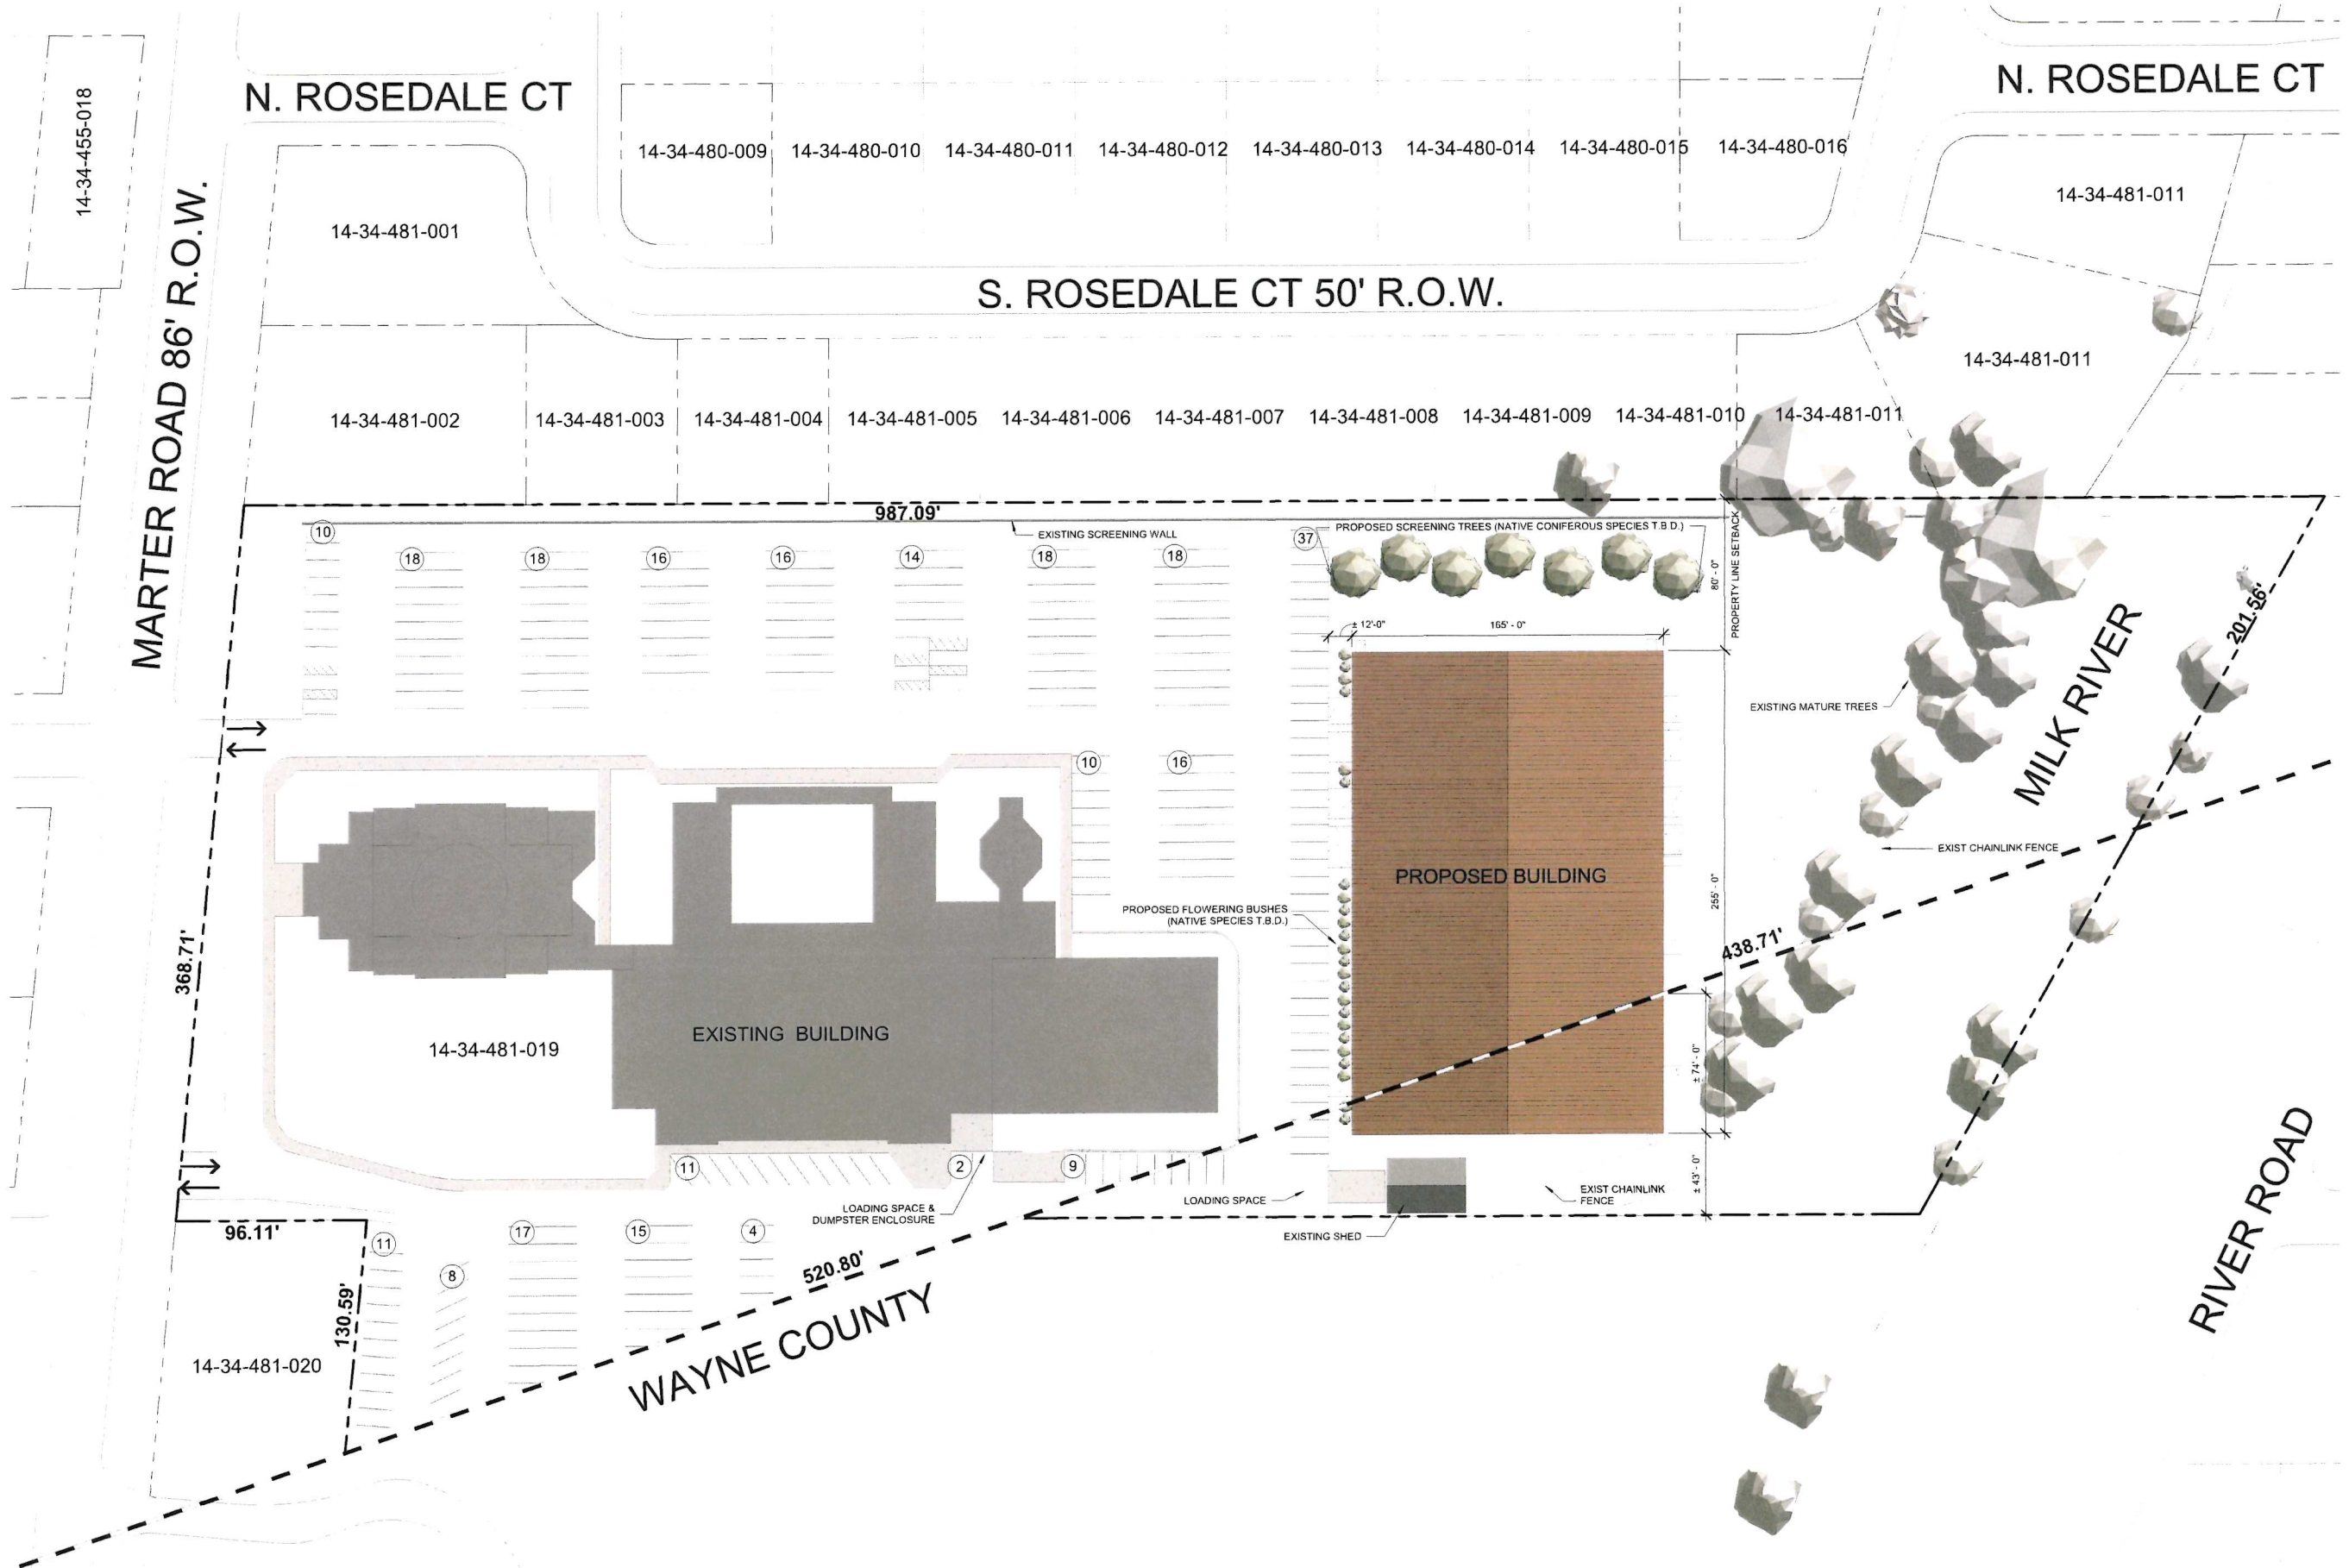 N. ROSEDALE CT
N. ROSEDALE CT
14-34-455-018
14-34-480-009
14-34-480-010
14-34-480-011
14-34-480-012
14-34-480-013
14-34-480-014
14-34-480-015
14-34-480-016
14-34-481-011
14-34-481-001
MARTER ROAD 86' R.O.W.
S. ROSEDALE CT 50' R.O.W.
14-34-481-011
14-34-481-002
14-34-481-003
14-34-481-004
14-34-481-005
14-34-481-006
14-34-481-007
14-34-481-008
14-34-481-009
14-34-481-010
14-34-481-011
987.09'
EXISTING SCREENING WALL
PROPOSED SCREENING TREES (NATIVE CONIFEROUS SPECIES T.B.D.)
10
18
18
16
16
14
18
18
37
80' - 0"
PROPERTY LINE SETBACK
201.56'
± 12'-0"
165' - 0"
EXISTING MATURE TREES
MILK RIVER
10
16
EXIST CHAINLINK FENCE
PROPOSED BUILDING
255' - 0"
PROPOSED FLOWERING BUSHES
(NATIVE SPECIES T.B.D.)
438.71'
368.71'
EXISTING BUILDING
14-34-481-019
± 74' - 0"
11
2
9
LOADING SPACE &
DUMPSTER ENCLOSURE
LOADING SPACE
EXIST CHAINLINK
FENCE
± 43' - 0"
EXISTING SHED
RIVER ROAD
96.11'
11
8
17
15
4
520.80'
130.59'
WAYNE COUNTY
14-34-481-020